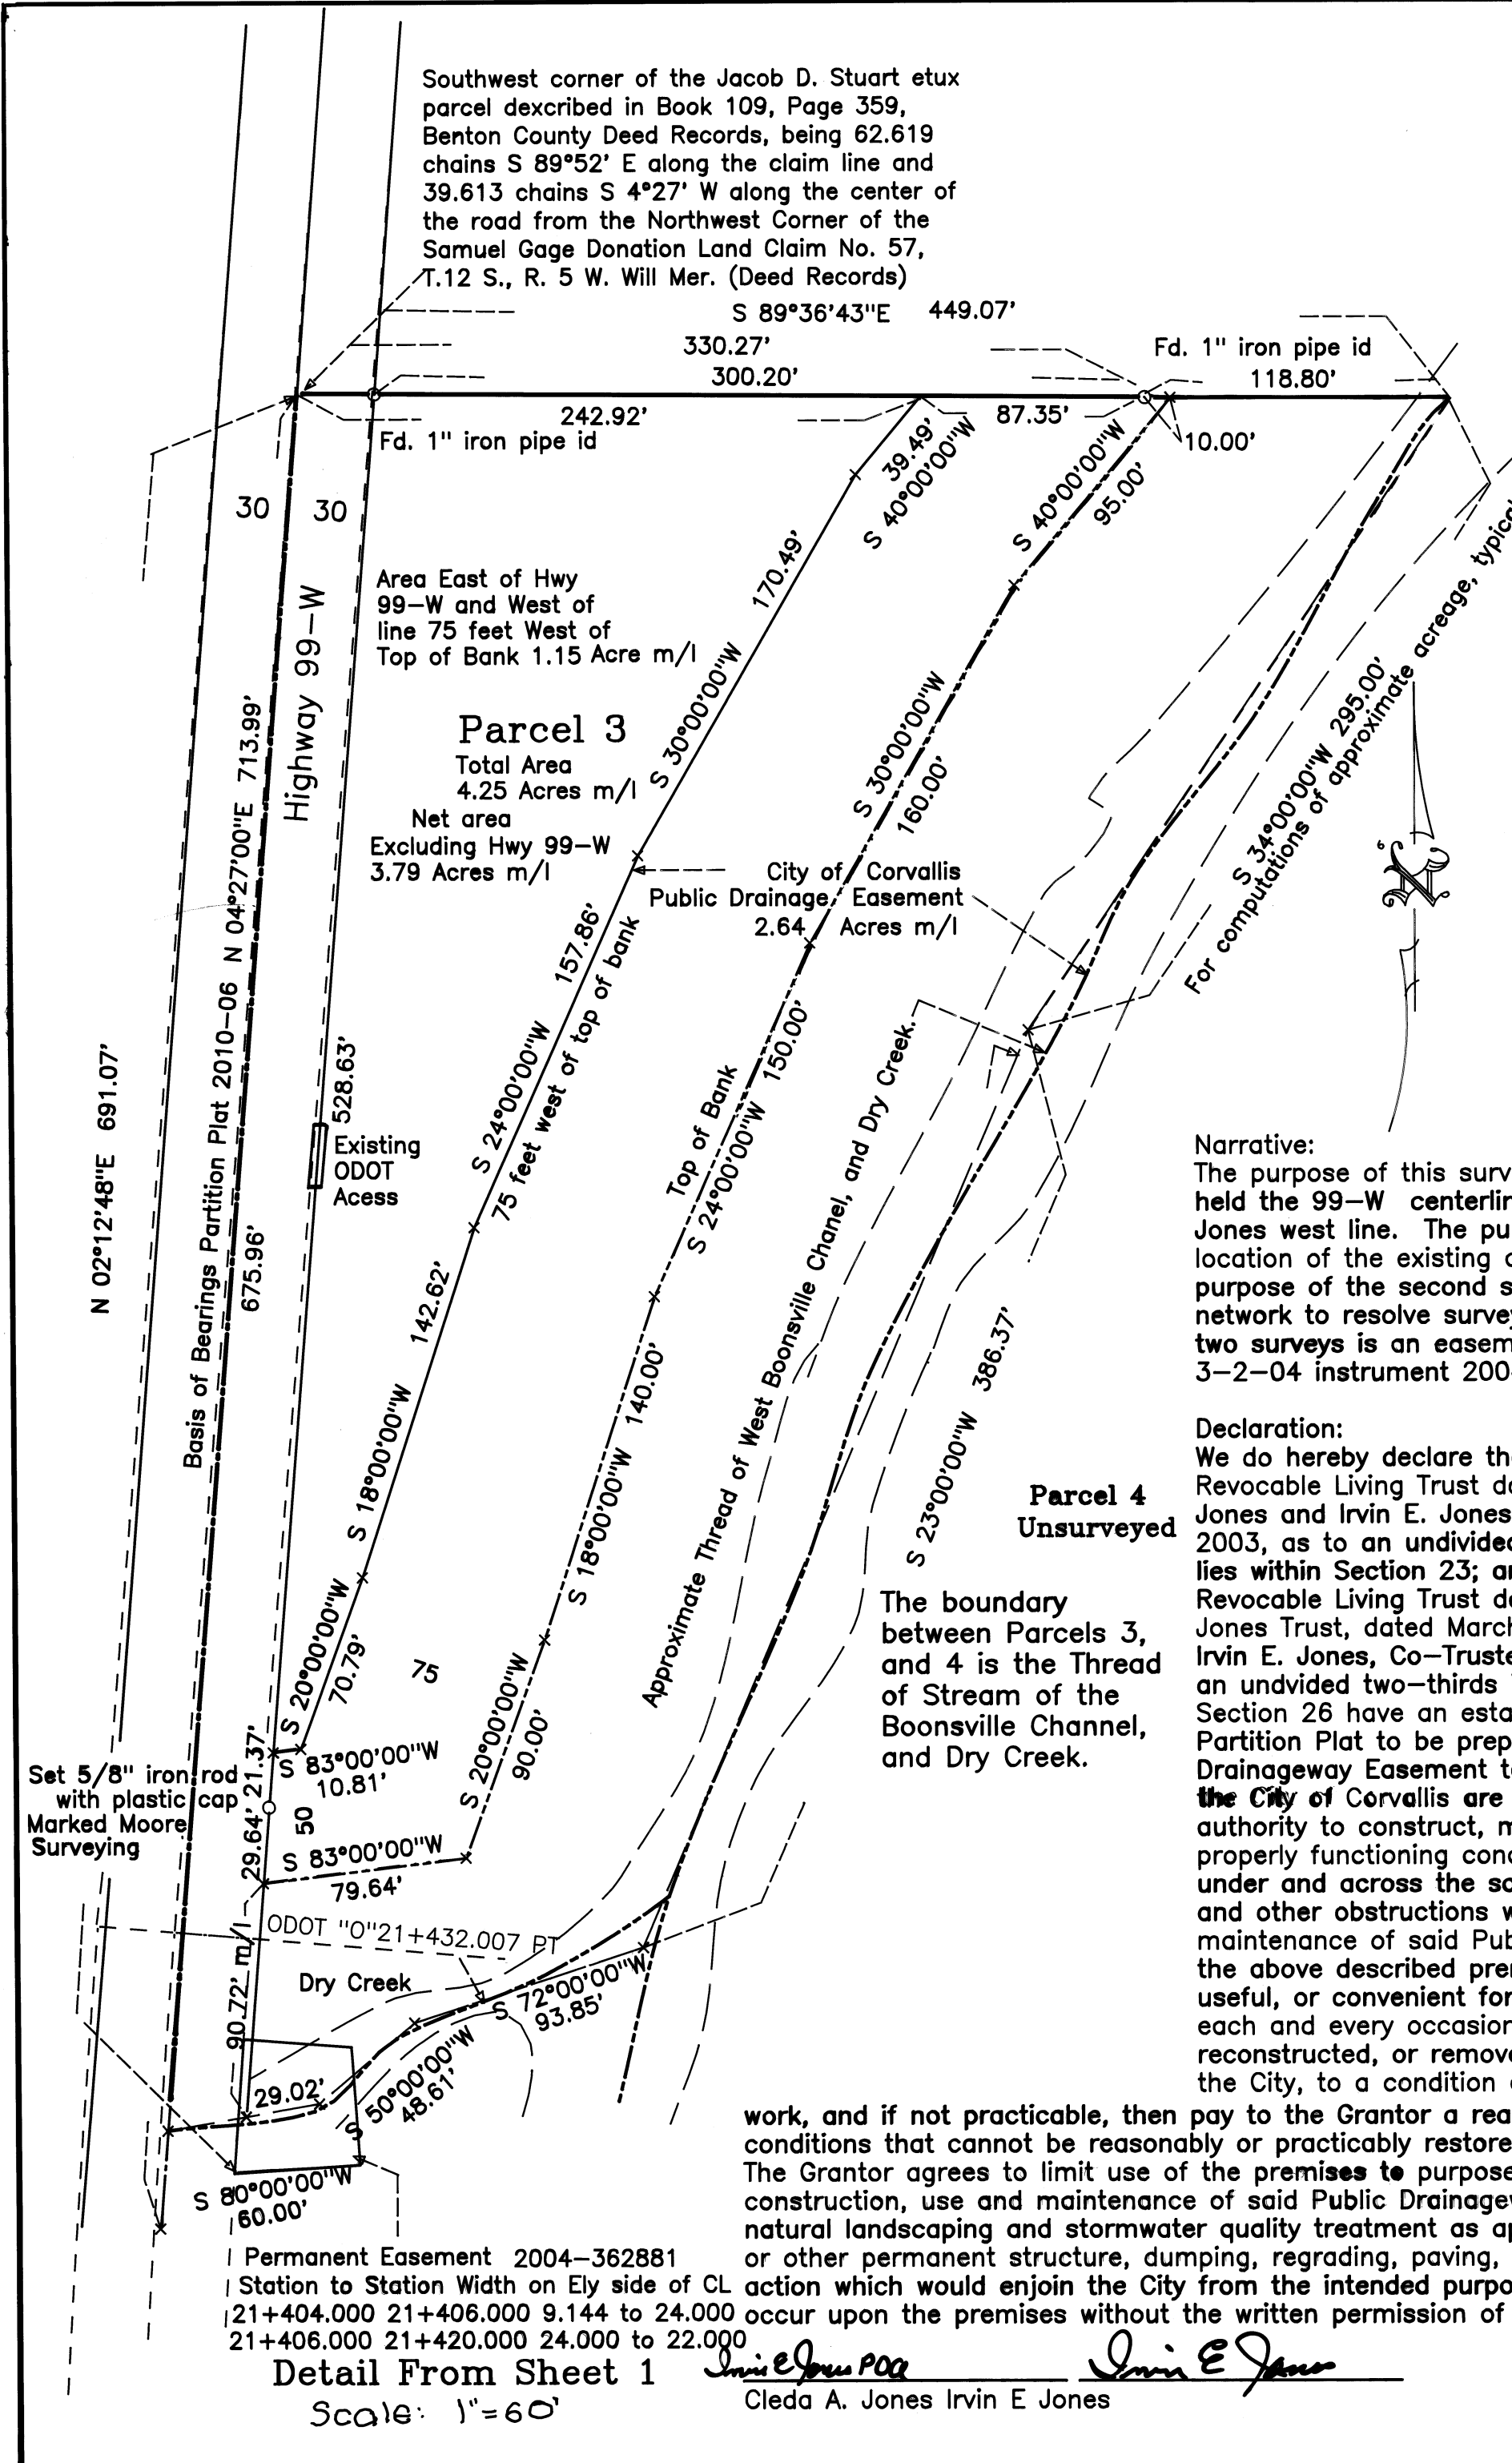 Southwest corner of the Jacob D. Stuart etux
parcel dexcribed in Book 109, Page 359,
Benton County Deed Records, being 62.619
chains S 89°52' E along the claim line and
39.613 chains S 4°27' W along the center of
the road from the Northwest Corner of the
Samuel Gage Donation Land Claim No. 57,
T.12 S., R. 5 W. Will Mer. (Deed Records)
S 89°36'43"E 449.07'
330.27'
Fd. 1" iron pipe id
300.20'
118.80'
242.92'
87.35'
Fd. 1" iron pipe id
10.00'
39.49'
S 40°00'00"W
S 40°00'00"W
95.00'
30 30
Highway 99-W
Area East of Hwy
99-W and West of
line 75 feet West of
Top of Bank 1.15 Acre m/l
170.49'
S 30°00'00"W
S 30°00'00"W
160.00'
Parcel 3
Total Area
4.25 Acres m/l
Net area
Excluding Hwy 99-W
3.79 Acres m/l
City of Corvallis
Public Drainage Easement
2.64 Acres m/l
S 34°00'00"W 295.00'
For computations of approximate acreage, typical
N
N 02°12'48"E 691.07'
Basis of Bearings Partition Plat 2010-06 N 04°27'00"E 713.99'
675.96'
528.63'
Existing
ODOT
Acess
157.86'
S 24°00'00"W
75 feet west of top of bank
Top of Bank
S 24°00'00"W 150.00'
Approximate Thread of West Boonsville Chanel, and Dry Creek.
142.62'
S 18°00'00"W
S 18°00'00"W 140.00'
S 23°00'00"W 386.37'
Parcel 4
Unsurveyed
The boundary
between Parcels 3,
and 4 is the Thread
of Stream of the
Boonsville Channel,
and Dry Creek.
S 20°00'00"W
70.79'
75
S 20°00'00"W
90.00'
21.37'
S 83°00'00"W
10.81'
Set 5/8" iron rod
with plastic cap
Marked Moore
Surveying
29.64'
50
S 83°00'00"W
79.64'
90.72' m/l
ODOT "O"21+432.007 PT
Dry Creek
S 72°00'00"W
93.85'
29.02'
S 50°00'00"W
48.61'
S 80°00'00"W
60.00'
Narrative:
The purpose of this surv
held the 99-W centerlin
Jones west line. The pu
location of the existing
purpose of the second s
network to resolve surve
two surveys is an easem
3-2-04 instrument 200
Declaration:
We do hereby declare th
Revocable Living Trust d
Jones and Irvin E. Jones
2003, as to an undivided
lies within Section 23; a
Revocable Living Trust d
Jones Trust, dated March
Irvin E. Jones, Co-Truste
an undvided two-thirds
Section 26 have an esta
Partition Plat to be prep
Drainageway Easement t
the City of Corvallis are
authority to construct, m
properly functioning cond
under and across the s
and other obstructions w
maintenance of said Pub
the above described prer
useful, or convenient for
each and every occasion
reconstructed, or remove
the City, to a condition
work, and if not practicable, then pay to the Grantor a rea
conditions that cannot be reasonably or practicably restore
The Grantor agrees to limit use of the premises to purpose
construction, use and maintenance of said Public Drainage
natural landscaping and stormwater quality treatment as a
or other permanent structure, dumping, regrading, paving,
action which would enjoin the City from the intended purpo
occur upon the premises without the written permission of
Permanent Easement 2004-362881
Station to Station Width on Ely side of CL
21+404.000 21+406.000 9.144 to 24.000
21+406.000 21+420.000 24.000 to 22.000
Detail From Sheet 1
Scale: 1"=60'
Irvin E Jones POA
Irvin E Jones
Cleda A. Jones Irvin E Jones